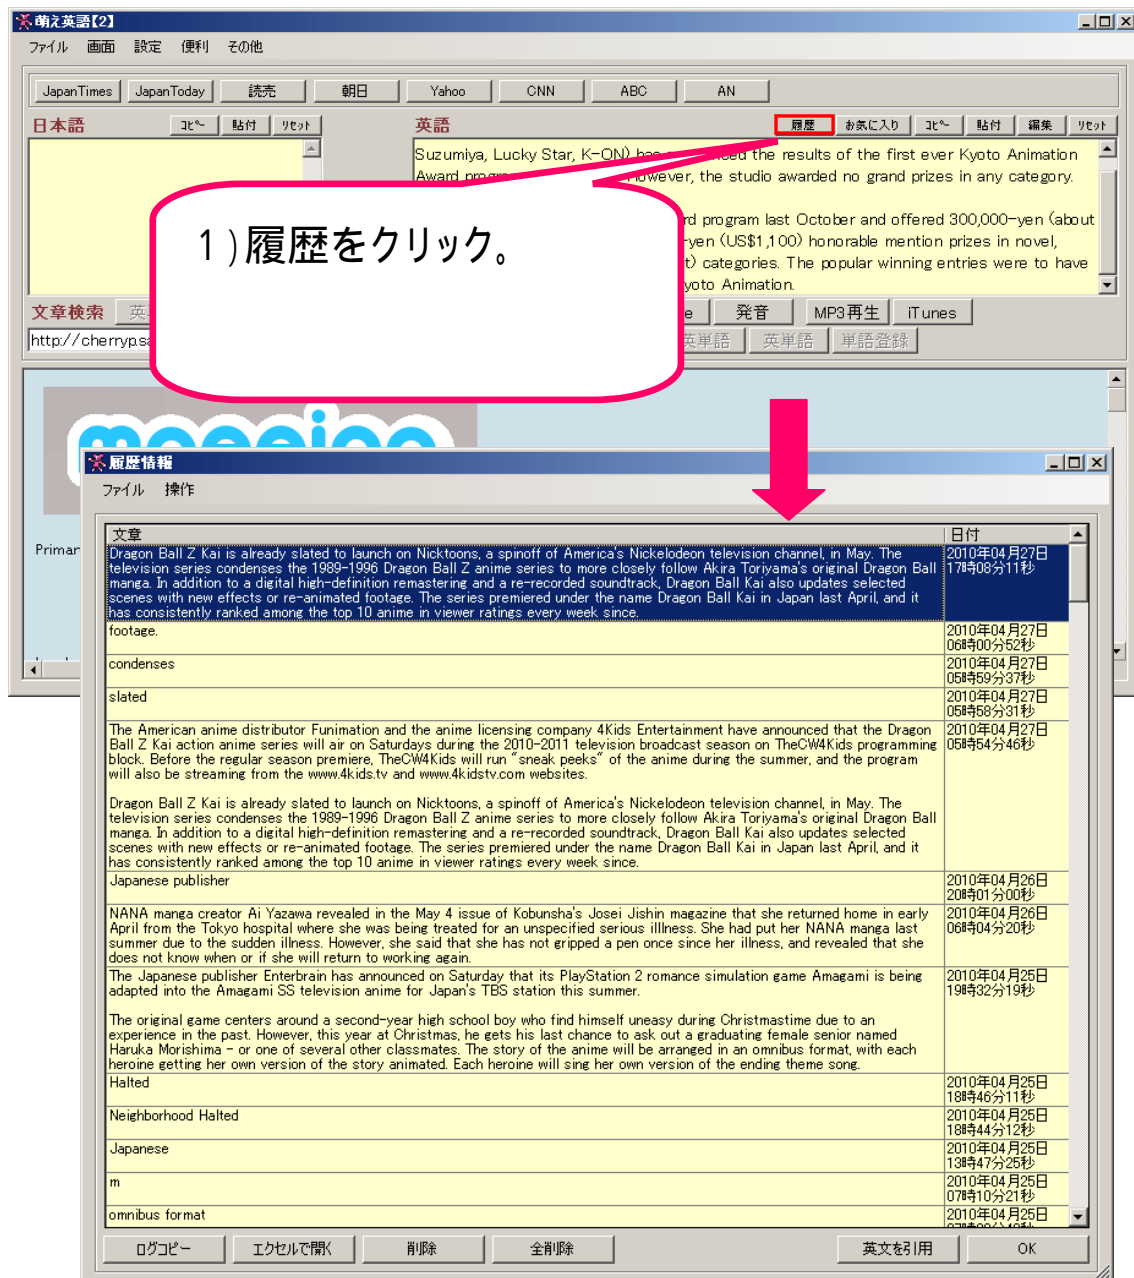 萌え英語【2】
ファイル 画面 設定 便利 その他
JapanTimes JapanToday 読売 朝日 Yahoo CNN ABC AN
日本語 コピー 貼付 リセット 英語 履歴 お気に入り コピー 貼付 編集 リセット
Suzumiya, Lucky Star, K-ON) has the results of the first ever Kyoto Animation
Award However, the studio awarded no grand prizes in any category.
program last October and offered 300,000-yen (about
-yen (US$1,100) honorable mention prizes in novel,
categories. The popular winning entries were to have
Kyoto Animation.
1)履歴をクリック。
文章検索 発音 MP3再生 iTunes
http://cherryp.sa 英単語 英単語 単語登録
履歴情報
ファイル 操作
Primar
文章 日付
Dragon Ball Z Kai is already slated to launch on Nicktoons, a spinoff of America's Nickelodeon television channel, in May. The 2010年04月27日
television series condenses the 1989-1996 Dragon Ball Z anime series to more closely follow Akira Toriyama's original Dragon Ball 17時08分11秒
manga. In addition to a digital high-definition remastering and a re-recorded soundtrack, Dragon Ball Kai also updates selected
scenes with new effects or re-animated footage. The series premiered under the name Dragon Ball Kai in Japan last April, and it
has consistently ranked among the top 10 anime in viewer ratings every week since.
footage. 2010年04月27日
06時00分52秒
condenses 2010年04月27日
05時59分37秒
slated 2010年04月27日
05時58分31秒
The American anime distributor Funimation and the anime licensing company 4Kids Entertainment have announced that the Dragon 2010年04月27日
Ball Z Kai action anime series will air on Saturdays during the 2010-2011 television broadcast season on TheCW4Kids programming 05時54分46秒
block. Before the regular season premiere, TheCW4Kids will run "sneak peeks" of the anime during the summer, and the program
will also be streaming from the www.4kids.tv and www.4kidstv.com websites.
Dragon Ball Z Kai is already slated to launch on Nicktoons, a spinoff of America's Nickelodeon television channel, in May. The
television series condenses the 1989-1996 Dragon Ball Z anime series to more closely follow Akira Toriyama's original Dragon Ball
manga. In addition to a digital high-definition remastering and a re-recorded soundtrack, Dragon Ball Kai also updates selected
scenes with new effects or re-animated footage. The series premiered under the name Dragon Ball Kai in Japan last April, and it
has consistently ranked among the top 10 anime in viewer ratings every week since.
Japanese publisher 2010年04月26日
20時01分00秒
NANA manga creator Ai Yazawa revealed in the May 4 issue of Kobunsha's Josei Jishin magazine that she returned home in early 2010年04月26日
April from the Tokyo hospital where she was being treated for an unspecified serious illlness. She had put her NANA manga last 06時04分20秒
summer due to the sudden illness. However, she said that she has not gripped a pen once since her illness, and revealed that she
does not know when or if she will return to working again.
The Japanese publisher Enterbrain has announced on Saturday that its PlayStation 2 romance simulation game Amagami is being 2010年04月25日
adapted into the Amagami SS television anime for Japan's TBS station this summer. 19時32分19秒
The original game centers around a second-year high school boy who find himself uneasy during Christmastime due to an
experience in the past. However, this year at Christmas, he gets his last chance to ask out a graduating female senior named
Haruka Morishima - or one of several other classmates. The story of the anime will be arranged in an omnibus format, with each
heroine getting her own version of the story animated. Each heroine will sing her own version of the ending theme song.
Halted 2010年04月25日
18時46分11秒
Neighborhood Halted 2010年04月25日
18時44分12秒
Japanese 2010年04月25日
13時47分25秒
m 2010年04月25日
07時10分21秒
omnibus format 2010年04月25日
ログコピー エクセルで開く 削除 全削除 英文を引用 OK